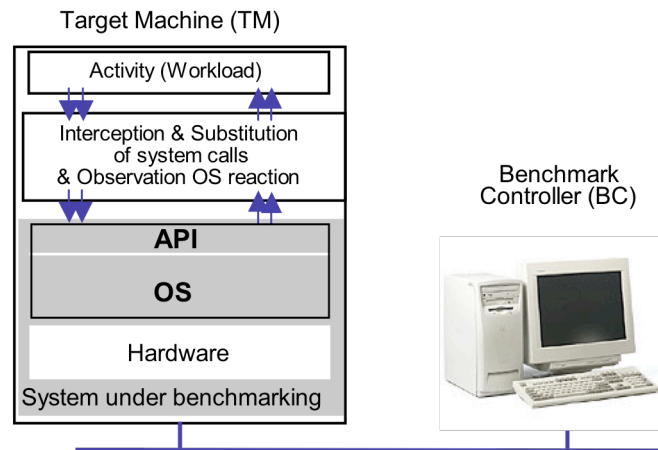 Target Machine (TM)
Activity (Workload)
Interception & Substitution
of system calls
& Observation OS reaction
API
OS
Hardware
System under benchmarking
Benchmark
Controller (BC)